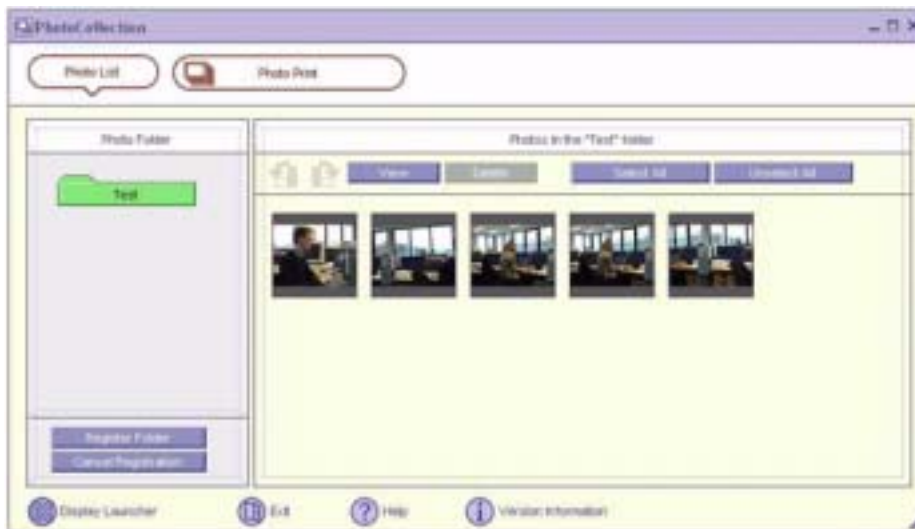 PhotoCollection
Photo List
Photo Print
Photo Folder
Photos in the "Test" folder
View
Delete
Select All
Unselect All
Test
Register Folder
Cancel Registration
Display Launcher
Exit
Help
Version Information